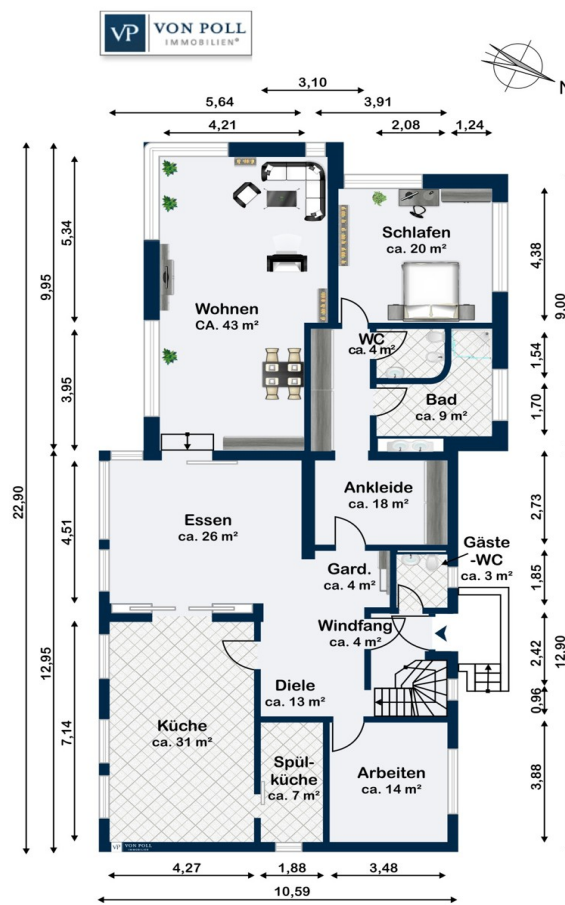 VP VON POLL
IMMOBILIEN®
N
3,10
5,64
3,91
4,21
2,08
1,24
22,90
9,95
5,34
3,95
12,95
4,51
7,14
4,38
9,00
1,54
1,70
2,73
1,85
2,42
12,90
0,96
3,88
Schlafen
ca. 20 m²
Wohnen
CA. 43 m²
WC
ca. 4 m²
Bad
ca. 9 m²
Ankleide
ca. 18 m²
Essen
ca. 26 m²
Gäste
-WC
ca. 3 m²
Gard.
ca. 4 m²
Windfang
ca. 4 m²
Diele
ca. 13 m²
Küche
ca. 31 m²
Spül-
küche
ca. 7 m²
Arbeiten
ca. 14 m²
VP VON POLL
IMMOBILIEN
4,27
1,88
3,48
10,59